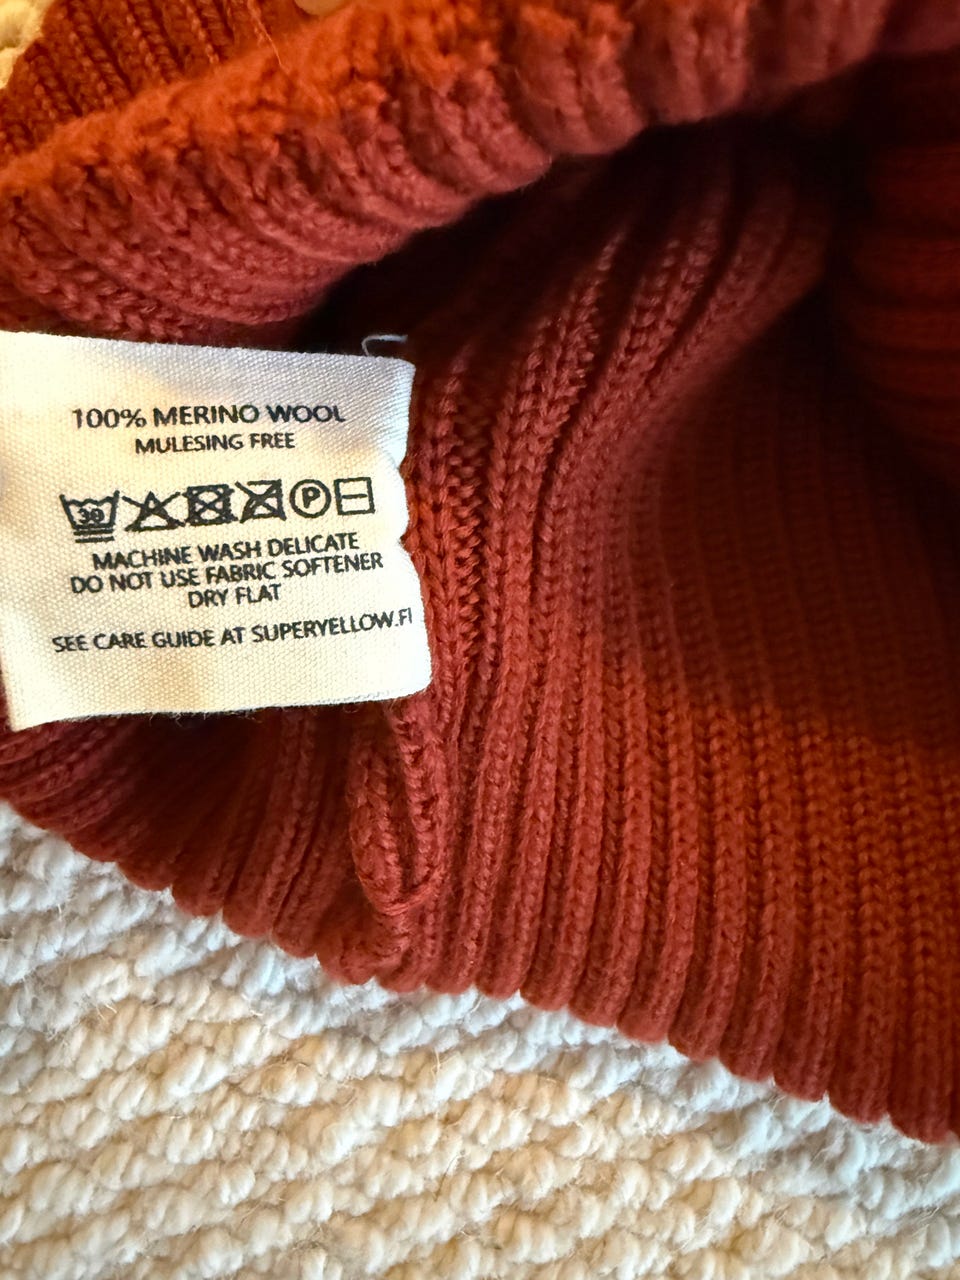 100% MERINO WOOL
MULESING FREE
30 P
MACHINE WASH DELICATE
DO NOT USE FABRIC SOFTENER
DRY FLAT
SEE CARE GUIDE AT SUPERYELLOW.FI